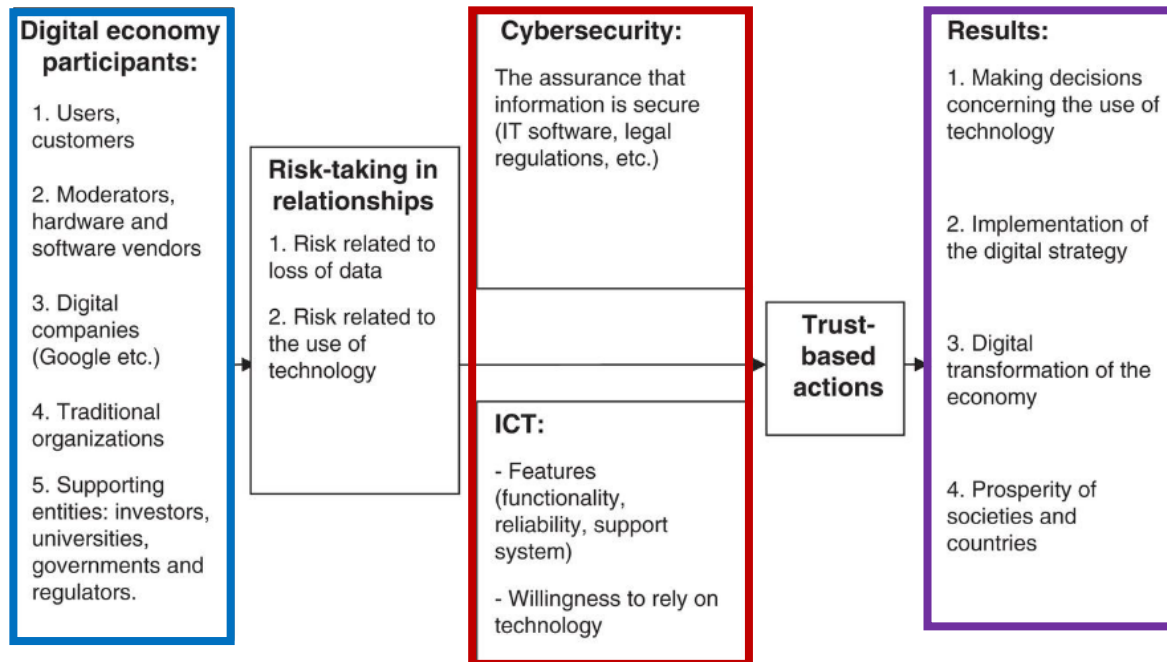 Digital economy
participants:
1. Users,
customers
2. Moderators,
hardware and
software vendors
3. Digital
companies
(Google etc.)
4. Traditional
organizations
5. Supporting
entities: investors,
universities,
governments and
regulators.
Risk-taking in
relationships
1. Risk related to
loss of data
2. Risk related to
the use of
technology
Cybersecurity:
The assurance that
information is secure
(IT software, legal
regulations, etc.)
ICT:
- Features
(functionality,
reliability, support
system)
- Willingness to rely on
technology
Trust-
based
actions
Results:
1. Making decisions
concerning the use of
technology
2. Implementation of
the digital strategy
3. Digital
transformation of the
economy
4. Prosperity of
societies and
countries